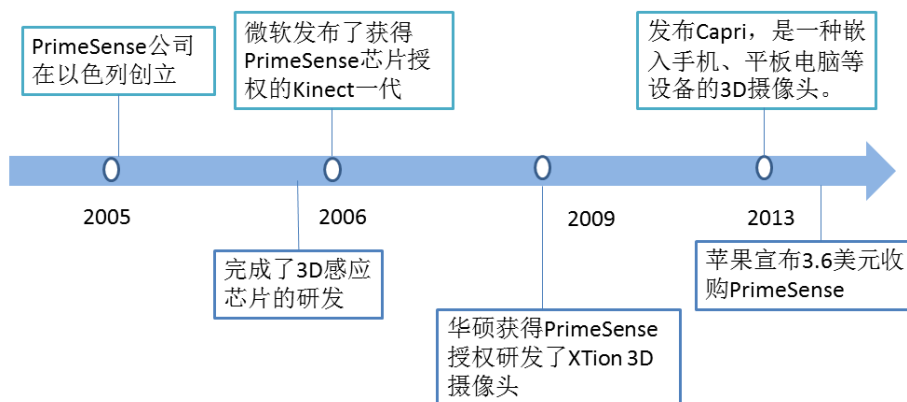 PrimeSense公司
在以色列创立
微软发布了获得
PrimeSense芯片授
权的Kinect一代
发布Capri，是一种嵌
入手机、平板电脑等
设备的3D摄像头。
2005
2006
2009
2013
完成了3D感应
芯片的研发
华硕获得PrimeSense
授权研发了XTion 3D
摄像头
苹果宣布3.6美元收
购PrimeSense